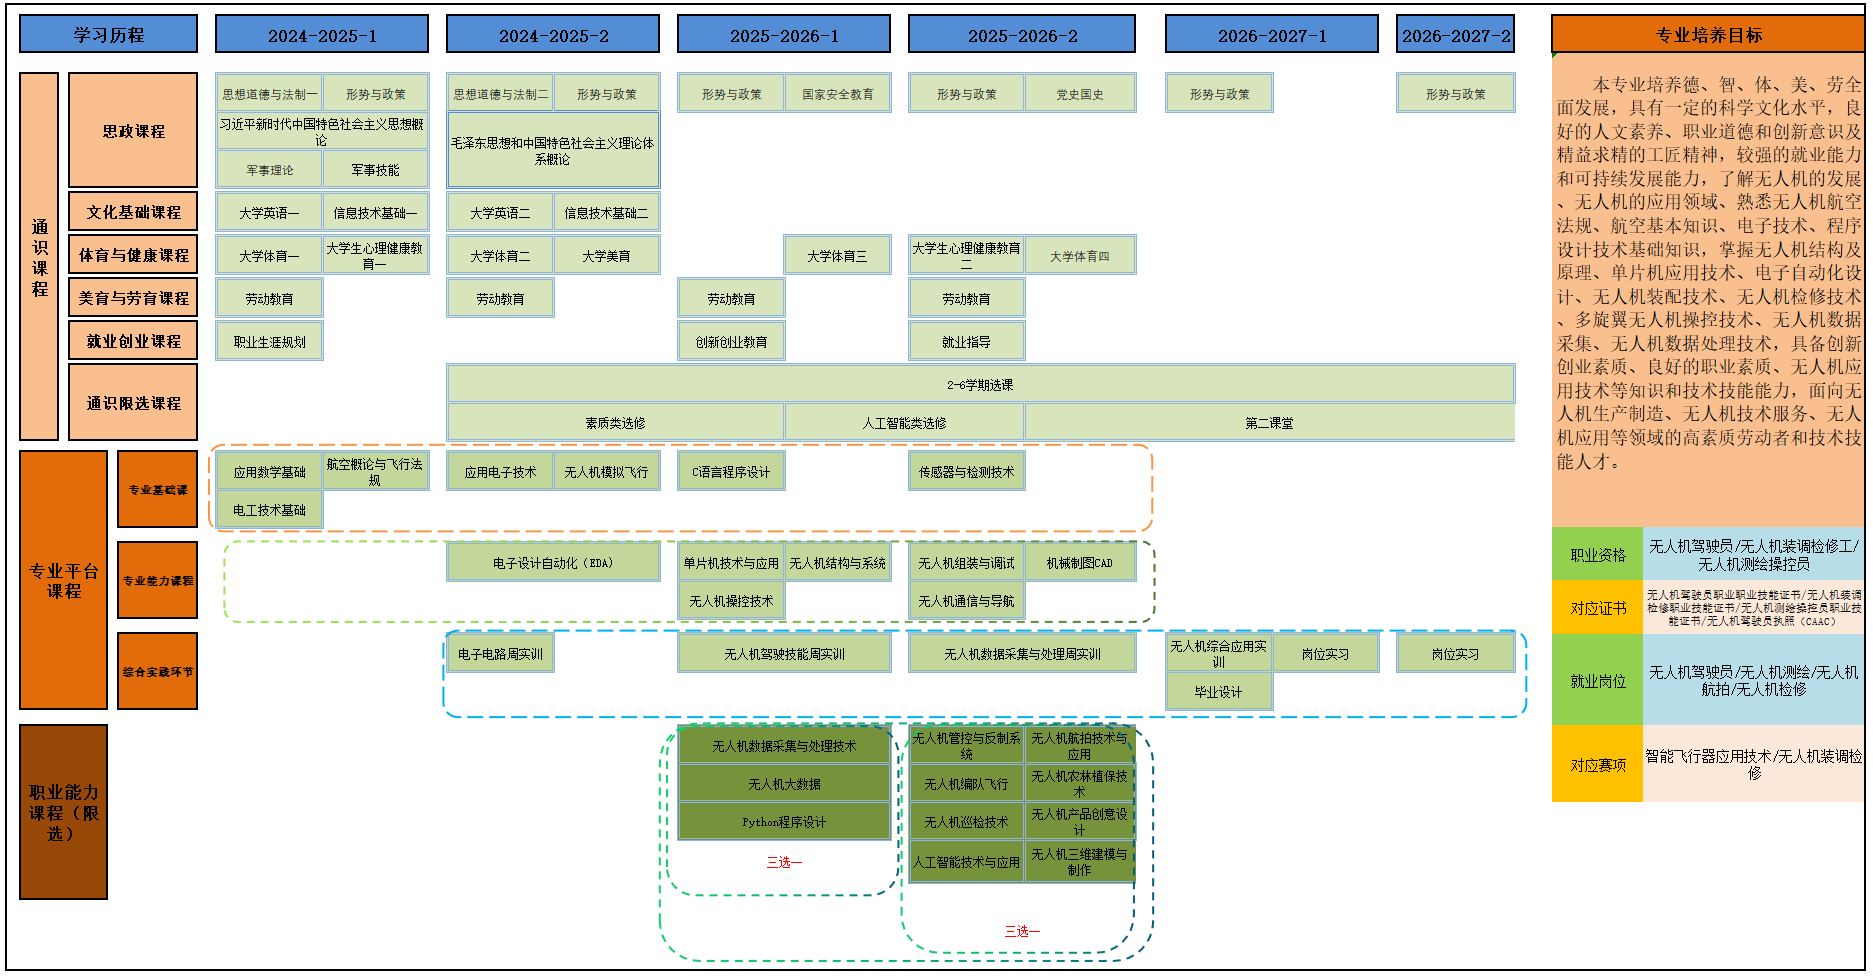 学习历程
2024-2025-1
2024-2025-2
2025-2026-1
2025-2026-2
2026-2027-1
2026-2027-2
专业培养目标
通识课程
思政课程
思想道德与法制一
形势与政策
思想道德与法制二
形势与政策
形势与政策
国家安全教育
形势与政策
党史国史
形势与政策
形势与政策
习近平新时代中国特色社会主义思想概
论
毛泽东思想和中国特色社会主义理论体
系概论
军事理论
军事技能
文化基础课程
大学英语一
信息技术基础一
大学英语二
信息技术基础二
体育与健康课程
大学体育一
大学生心理健康教
育一
大学体育二
大学美育
大学体育三
大学生心理健康教育
二
大学体育四
美育与劳育课程
劳动教育
劳动教育
劳动教育
劳动教育
就业创业课程
职业生涯规划
创新创业教育
就业指导
通识限选课程
2-6学期选课
素质类选修
人工智能类选修
第二课堂
专业平台
课程
专业基础课
应用数学基础
航空概论与飞行法
规
应用电子技术
无人机模拟飞行
C语言程序设计
传感器与检测技术
电工技术基础
专业能力课程
电子设计自动化（EDA）
单片机技术与应用
无人机结构与系统
无人机组装与调试
机械制图CAD
无人机操控技术
无人机通信与导航
综合实践环节
电子电路周实训
无人机驾驶技能周实训
无人机数据采集与处理周实训
无人机综合应用实
训
岗位实习
岗位实习
毕业设计
职业能力
课程（限
选）
无人机数据采集与处理技术
无人机大数据
Python程序设计
三选一
无人机管控与反制系
统
无人机航拍技术与
应用
无人机编队飞行
无人机农林植保技
术
无人机巡检技术
无人机产品创意设
计
人工智能技术与应用
无人机三维建模与
制作
三选一
本专业培养德、智、体、美、劳全
面发展，具有一定的科学文化水平，良
好的人文素养、职业道德和创新意识及
精益求精的工匠精神，较强的就业能力
和可持续发展能力，了解无人机的发展
、无人机的应用领域、熟悉无人机航空
法规、航空基本知识、电子技术、程序
设计技术基础知识，掌握无人机结构及
原理、单片机应用技术、电子自动化设
计、无人机装配技术、无人机检修技术
、多旋翼无人机操控技术、无人机数据
采集、无人机数据处理技术，具备创新
创业素质、良好的职业素质、无人机应
用技术等知识和技术技能能力，面向无
人机生产制造、无人机技术服务、无人
机应用等领域的高素质劳动者和技术技
能人才。
职业资格
无人机驾驶员/无人机装调检修工/
无人机测绘操控员
对应证书
无人机驾驶员职业职业技能证书/无人机装调
检修职业技能证书/无人机测绘操控员职业技
能证书/无人机驾驶员执照（CAAC）
就业岗位
无人机驾驶员/无人机测绘/无人机
航拍/无人机检修
对应赛项
智能飞行器应用技术/无人机装调检
修